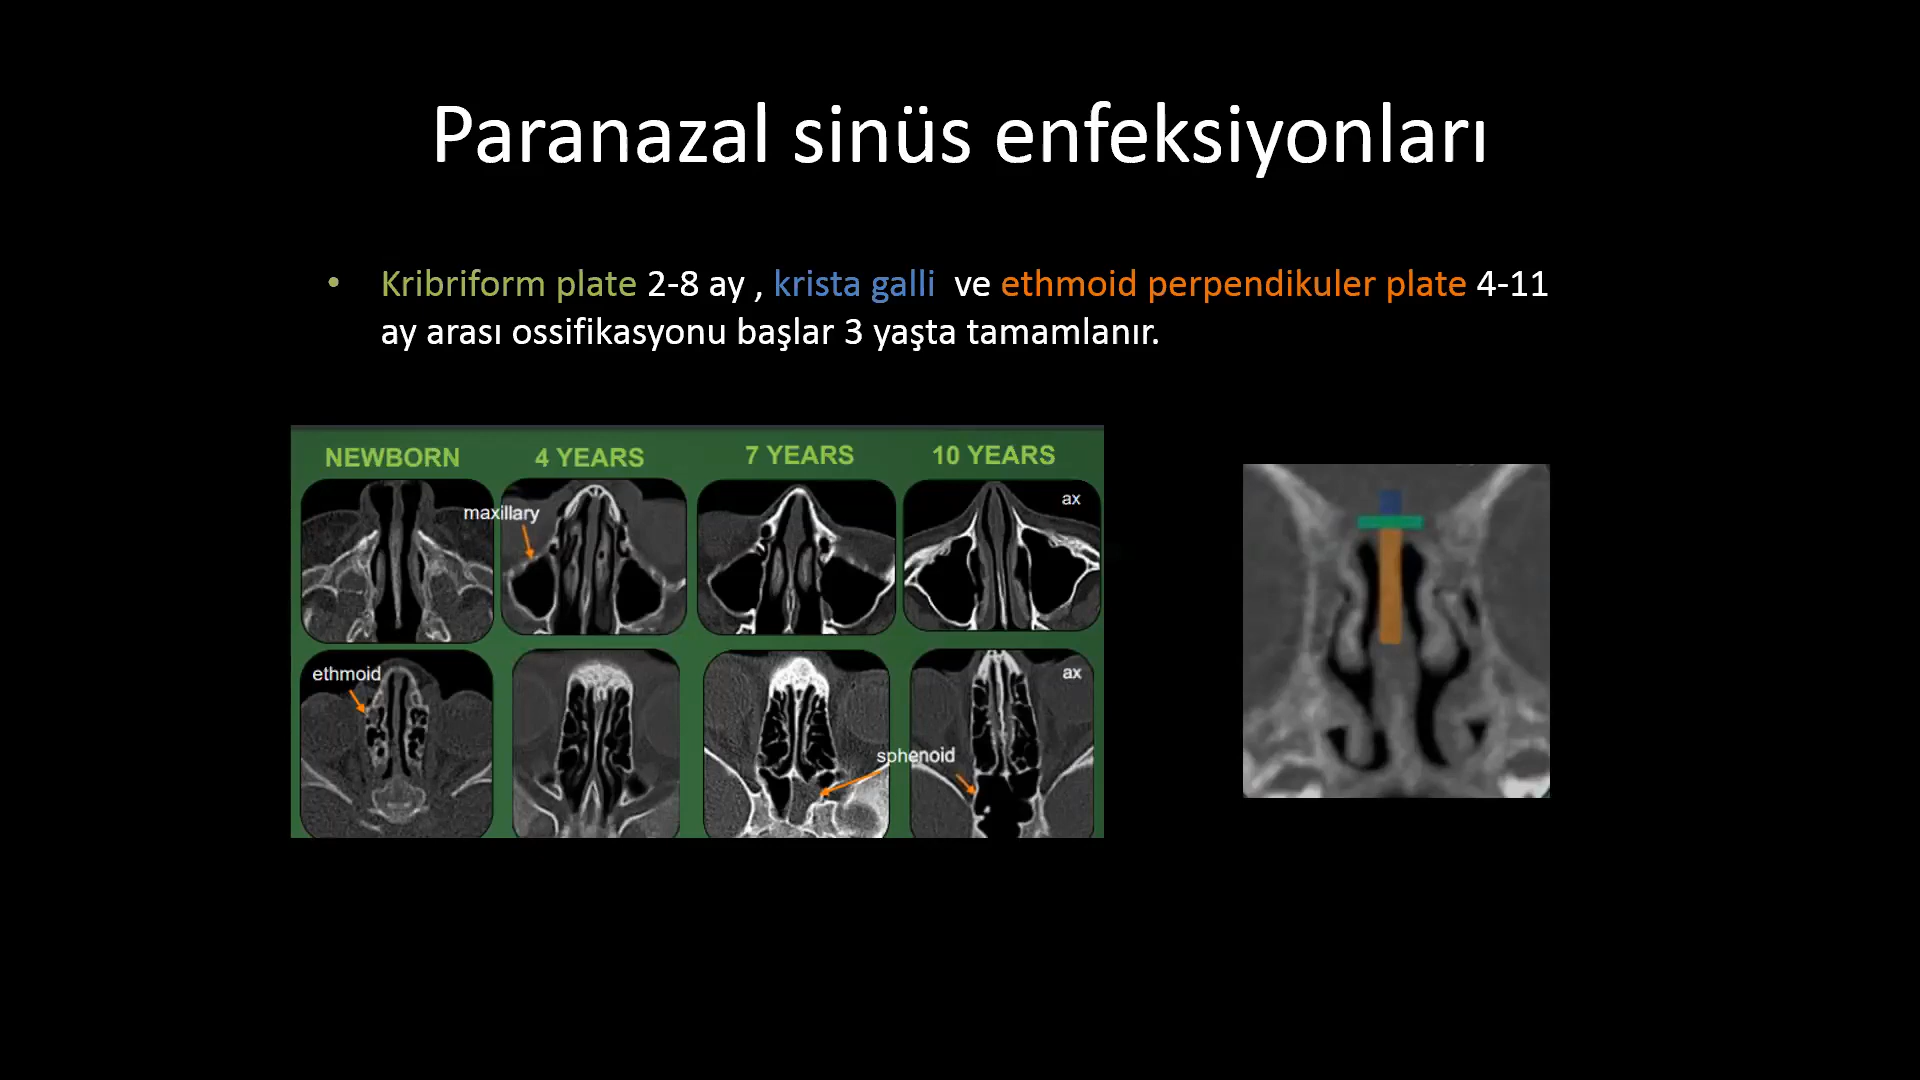 Paranazal sinüs enfeksiyonları
• Kribriform plate 2-8 ay , krista galli ve ethmoid perpendikuler plate 4-11
ay arası ossifikasyonu başlar 3 yaşta tamamlanır.
NEWBORN 4 YEARS 7 YEARS 10 YEARS
maxillary
ax
ethmoid
ax
sphenoid